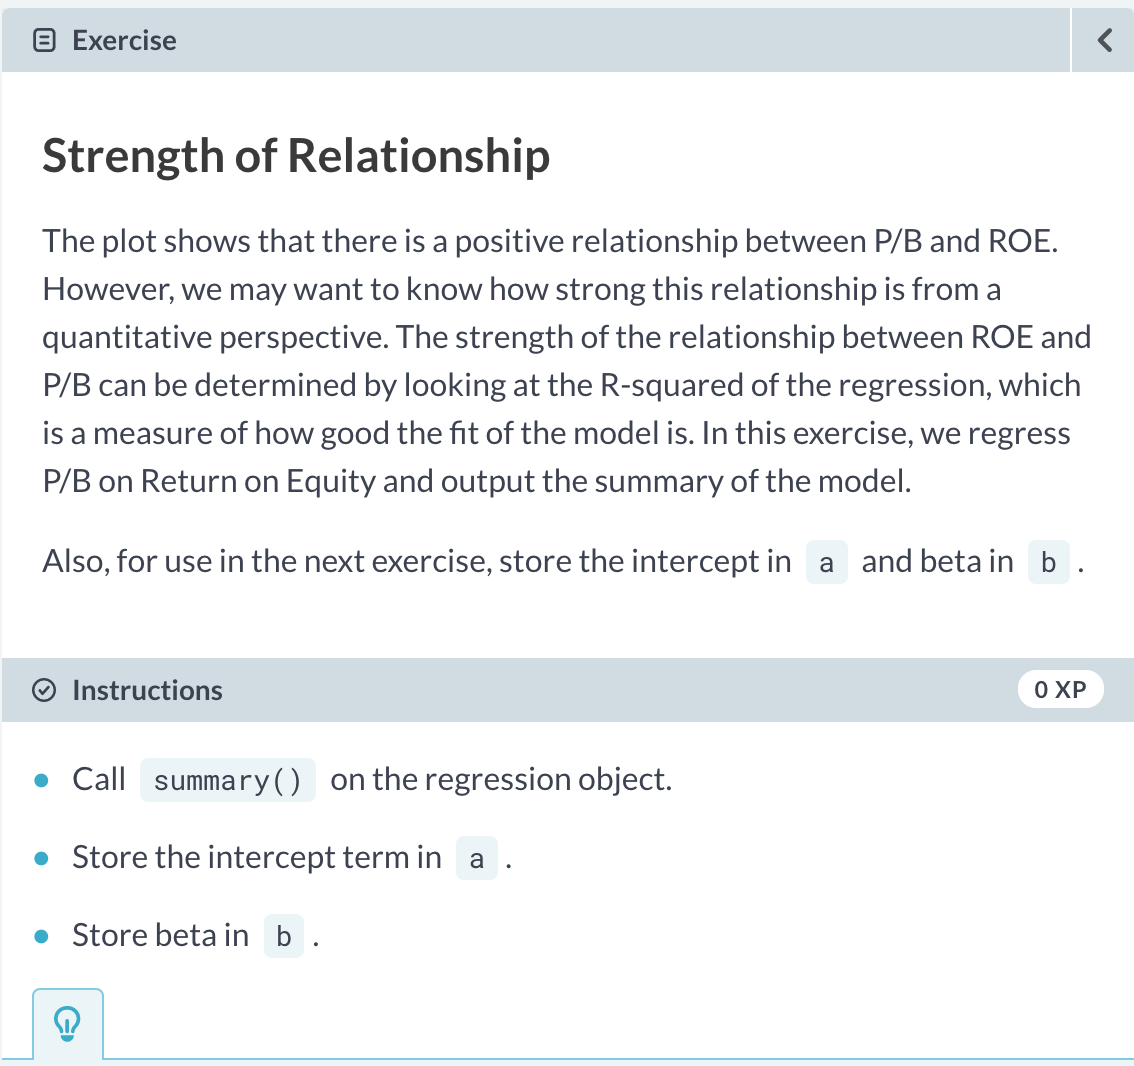 Exercise
Strength of Relationship
The plot shows that there is a positive relationship between P/B and ROE.
However, we may want to know how strong this relationship is from a
quantitative perspective. The strength of the relationship between ROE and
P/B can be determined by looking at the R-squared of the regression, which
is a measure of how good the fit of the model is. In this exercise, we regress
P/B on Return on Equity and output the summary of the model.
Also, for use in the next exercise, store the intercept in a and beta in b .
Instructions
0 XP
Call summary() on the regression object.
Store the intercept term in a .
Store beta in b .